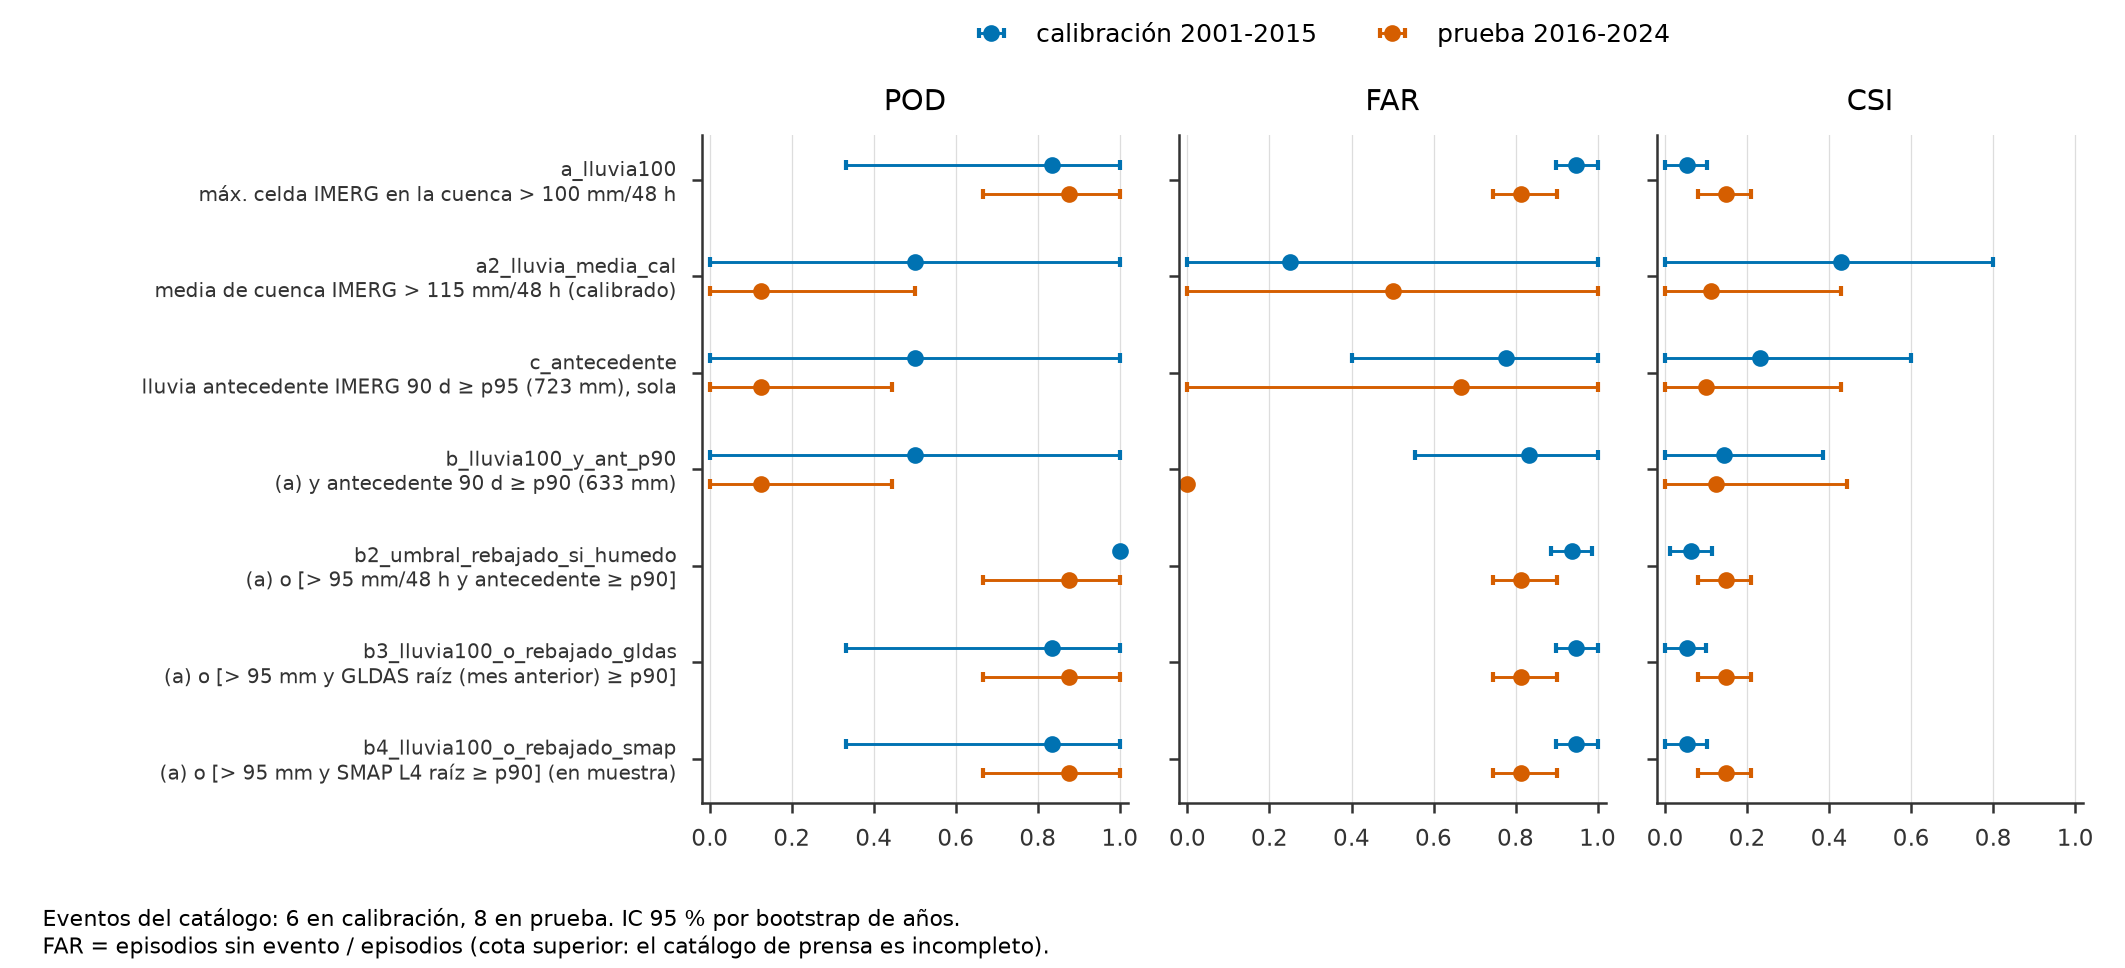 calibración 2001-2015
prueba 2016-2024
POD
FAR
CSI
a_lluvia100
máx. celda IMERG en la cuenca > 100 mm/48 h
a2_lluvia_media_cal
media de cuenca IMERG > 115 mm/48 h (calibrado)
c_antecedente
lluvia antecedente IMERG 90 d ≥ p95 (723 mm), sola
b_lluvia100_y_ant_p90
(a) y antecedente 90 d ≥ p90 (633 mm)
b2_umbral_rebajado_si_humedo
(a) o [> 95 mm/48 h y antecedente ≥ p90]
b3_lluvia100_o_rebajado_gldas
(a) o [> 95 mm y GLDAS raíz (mes anterior) ≥ p90]
b4_lluvia100_o_rebajado_smap
(a) o [> 95 mm y SMAP L4 raíz ≥ p90] (en muestra)
0.0 0.2 0.4 0.6 0.8 1.0
0.0 0.2 0.4 0.6 0.8 1.0
0.0 0.2 0.4 0.6 0.8 1.0
Eventos del catálogo: 6 en calibración, 8 en prueba. IC 95 % por bootstrap de años.
FAR = episodios sin evento / episodios (cota superior: el catálogo de prensa es incompleto).